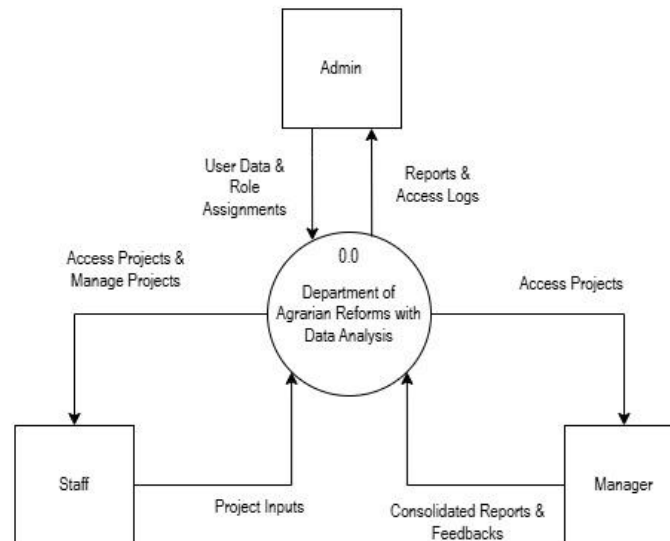 Admin
User Data &
Role
Assignments
Reports &
Access Logs
0.0
Department of
Agrarian Reforms with
Data Analysis
Access Projects &
Manage Projects
Access Projects
Staff
Project Inputs
Consolidated Reports &
Feedbacks
Manager